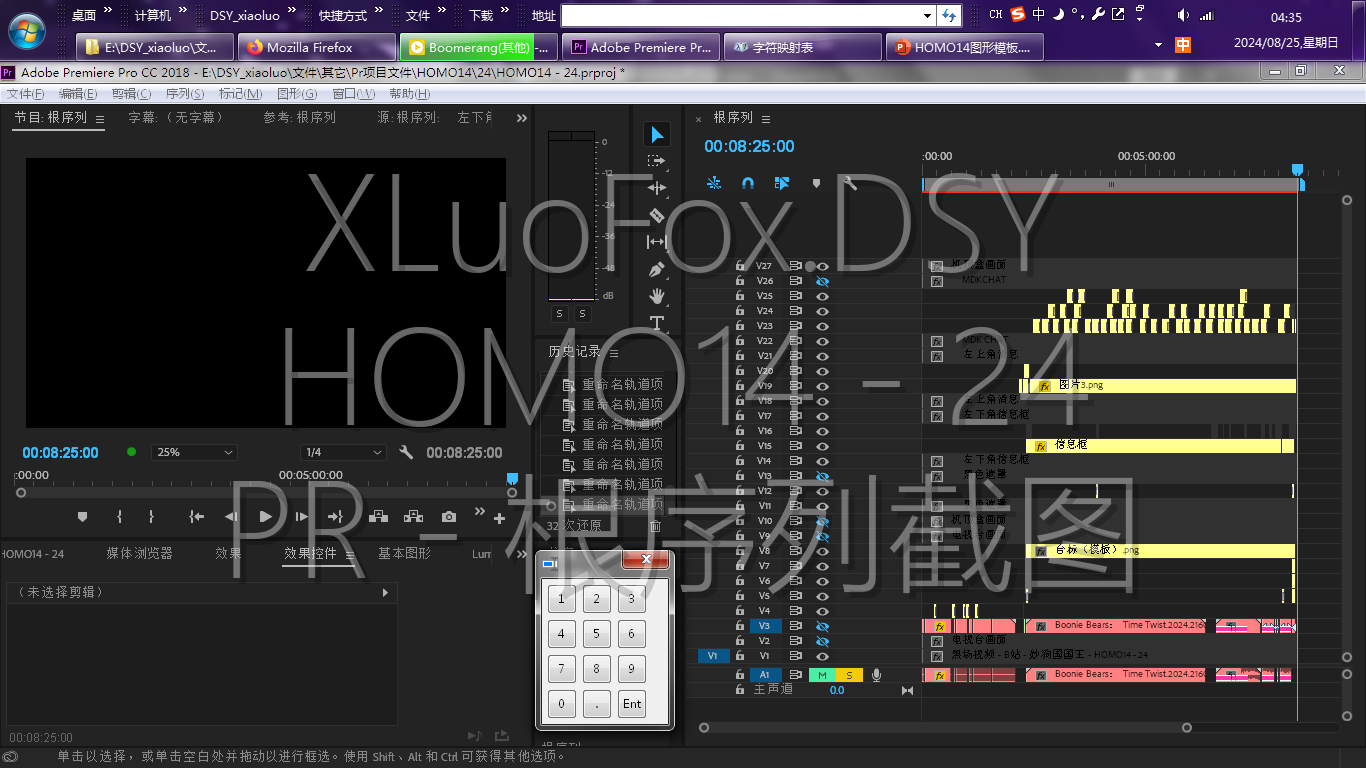 桌面 » 计算机 » DSY_xiaoluo » 快捷方式 » 文件 » 下载 » 地址 CH 中 04:35
E:\DSY_xiaoluo\文... Mozilla Firefox Boomerang(其他) -... Adobe Premiere Pr... 字符映射表 HOMO14图形模板.... 中 2024/08/25,星期日
Adobe Premiere Pro CC 2018 - E:\DSY_xiaoluo\文件\其它\Pr项目文件\HOMO14\24\HOMO14 - 24.prproj *
文件(F) 编辑(E) 剪辑(C) 序列(S) 标记(M) 图形(G) 窗口(W) 帮助(H)
节目: 根序列 字幕: (无字幕) 参考: 根序列 源: 根序列: 左下角
根序列
00:08:25:00
:00:00 00:05:00:00
0
-12
-24
-36
-48
dB
S S
XLuoFox DSY
HOMO14 - 24
PR - 根序列截图
00:08:25:00 25% 1/4 00:08:25:00
:00:00 00:05:00:00
历史记录
重命名轨道项
重命名轨道项
重命名轨道项
重命名轨道项
重命名轨道项
重命名轨道项
重命名轨道项
32 次还原
HOMO14 - 24 媒体浏览器 效果 效果控件 基本图形 Lum
(未选择剪辑)
00:08:25:00
1 2 3
4 5 6
7 8 9
0 . Ent
根序列
V27 机顶盒画面
V26 MDKCHAT
V25
V24
V23
V22 MDK CHAT
V21 左上角消息
V20
V19 fx 图片3.png
V18 左上角消息
V17 左下角信息框
V16
V15 fx 信息框
V14 左下角信息框
V13 黑色遮罩
V12
V11 黑色遮罩
V10 机顶盒画面
V9 电视台画面
V8 fx 台标（模板）.png
V7
V6
V5
V4
V3 fx fx Boonie Bears： Time Twist.2024.216
V2 电视台画面
V1 V1 黑场视频 - B站 - 妙狗国国王 - HOMO14 - 24
A1 M S fx fx Boonie Bears： Time Twist.2024.216
主声道 0.0
单击以选择，或单击空白处并拖动以进行框选。使用 Shift、Alt 和 Ctrl 可获得其他选项。